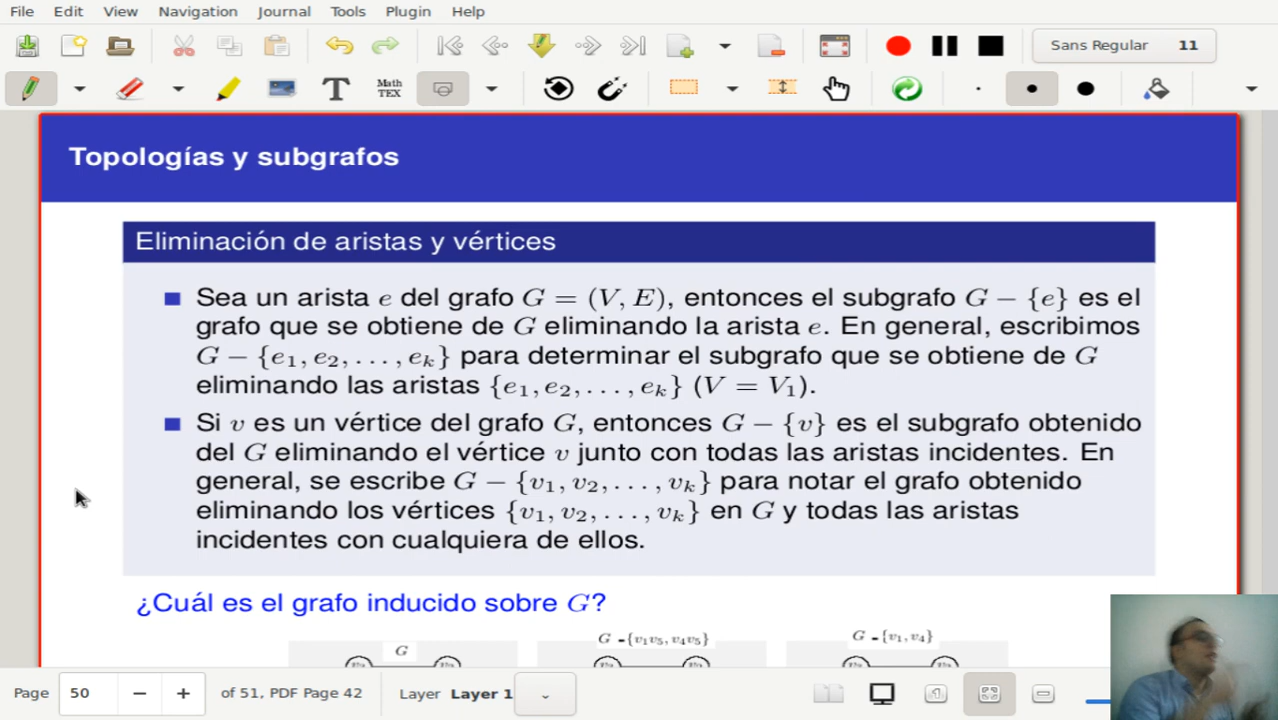 File Edit View Navigation Journal Tools Plugin Help
Sans Regular 11
T Math TEX
Topologías y subgrafos
Eliminación de aristas y vértices
Sea un arista e del grafo G = (V, E), entonces el subgrafo G − {e} es el
grafo que se obtiene de G eliminando la arista e. En general, escribimos
G − {e₁, e₂, . . . , eₖ} para determinar el subgrafo que se obtiene de G
eliminando las aristas {e₁, e₂, . . . , eₖ} (V = V₁).
Si v es un vértice del grafo G, entonces G − {v} es el subgrafo obtenido
del G eliminando el vértice v junto con todas las aristas incidentes. En
general, se escribe G − {v₁, v₂, . . . , vₖ} para notar el grafo obtenido
eliminando los vértices {v₁, v₂, . . . , vₖ} en G y todas las aristas
incidentes con cualquiera de ellos.
¿Cuál es el grafo inducido sobre G?
G G -{v₁v₅, v₄v₅} G -{v₁, v₄}
Page 50 of 51, PDF Page 42 Layer Layer 1